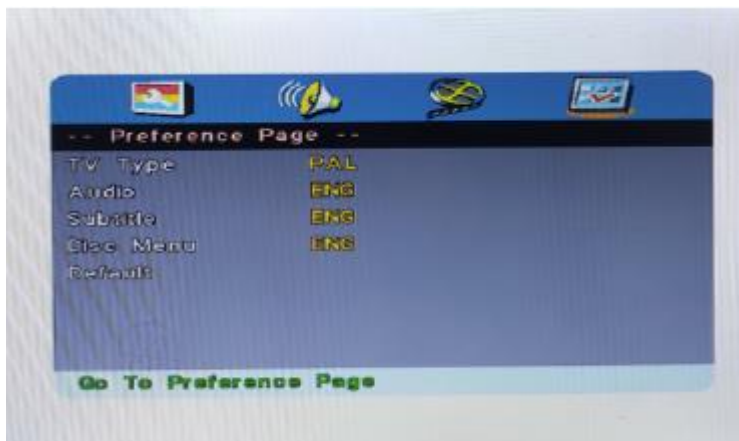 -- Preference Page --
TV Type PAL
Audio ENG
Subtitle ENG
Disc Menu ENG
Default
Go To Preference Page